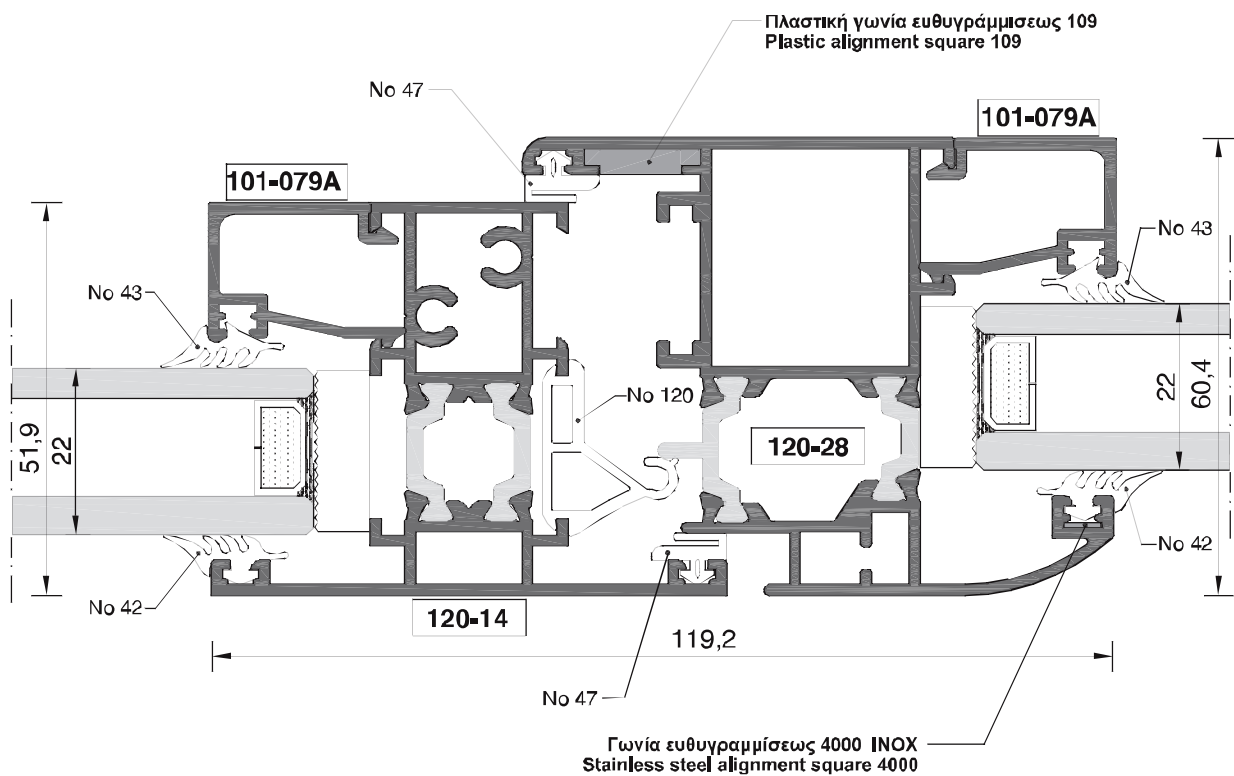 Πλαστική γωνία ευθυγράμμισεως 109
Plastic alignment square 109
No 47
101-079A
101-079A
No 43
No 43
51,9
22
No 120
120-28
22
60,4
No 42
No 42
120-14
119,2
No 47
Γωνία ευθυγραμμίσεως 4000 INOX
Stainless steel alignment square 4000